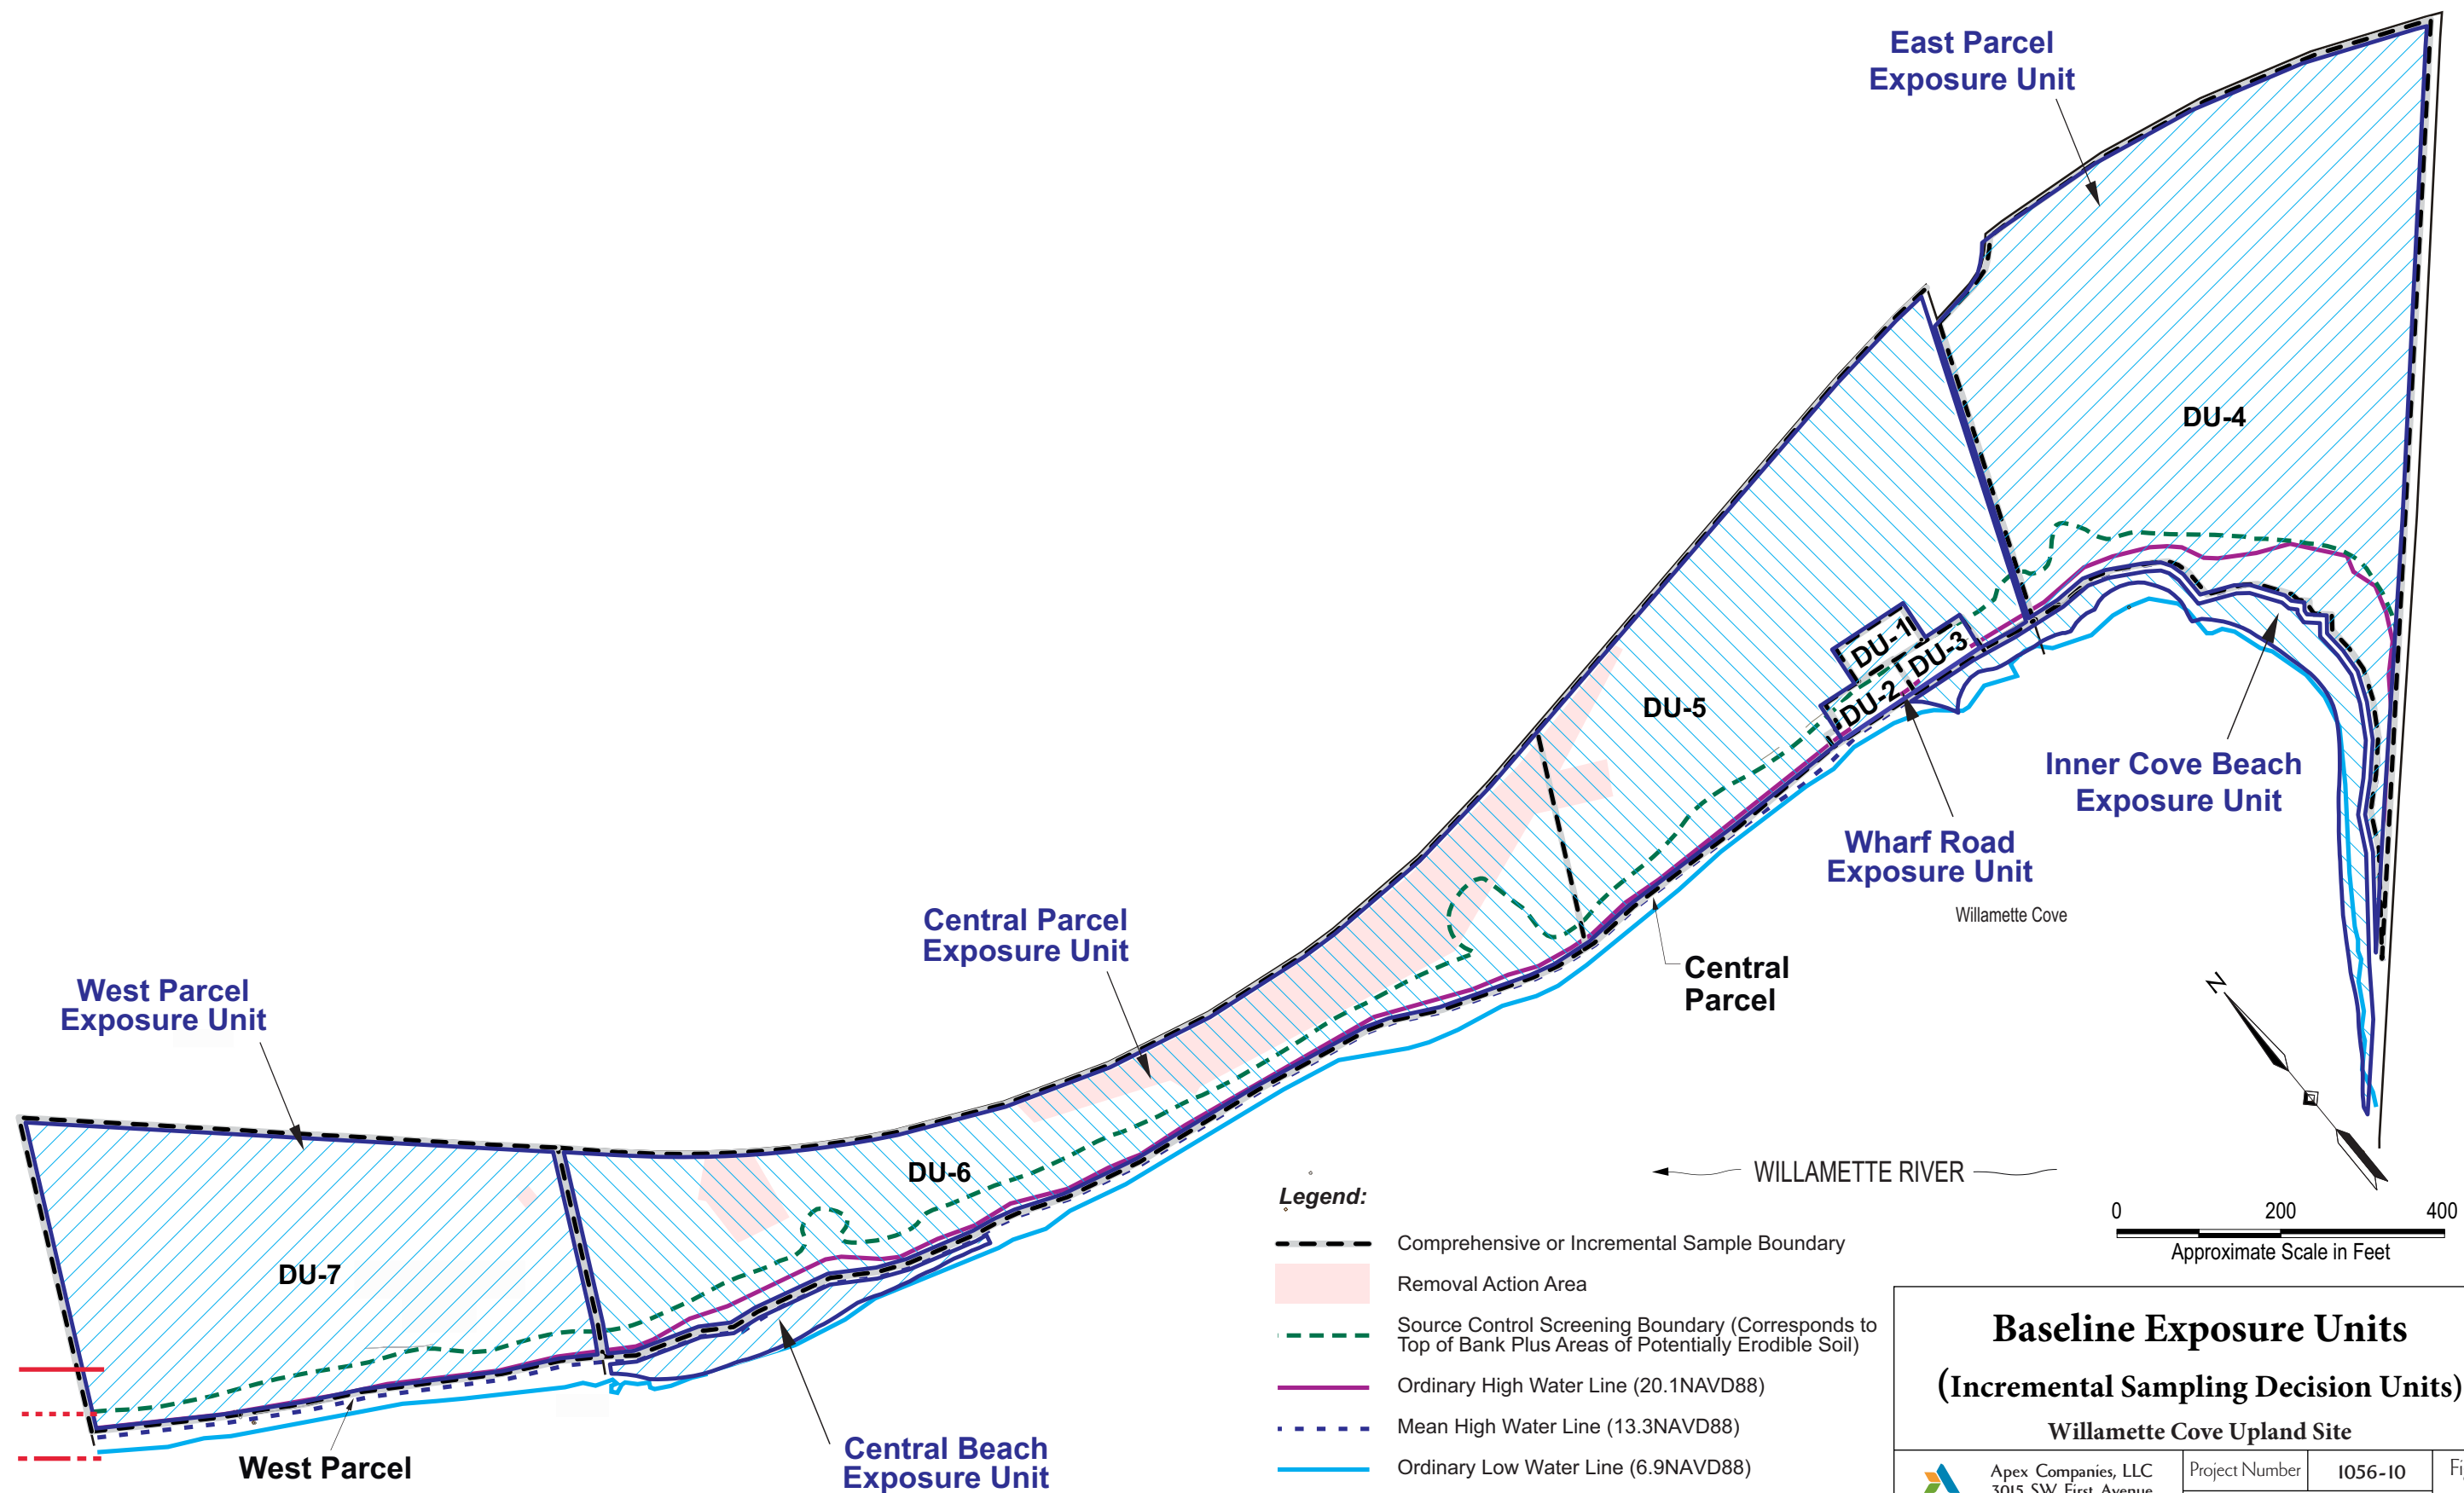 East Parcel
Exposure Unit
DU-4
DU-1
DU-3
DU-2
DU-5
Inner Cove Beach
Exposure Unit
Wharf Road
Exposure Unit
Willamette Cove
Central Parcel
Exposure Unit
Central
Parcel
West Parcel
Exposure Unit
N
DU-6
WILLAMETTE RIVER
DU-7
0 200 400
Approximate Scale in Feet
Legend:
Comprehensive or Incremental Sample Boundary
Removal Action Area
Source Control Screening Boundary (Corresponds to
Top of Bank Plus Areas of Potentially Erodible Soil)
Ordinary High Water Line (20.1NAVD88)
Mean High Water Line (13.3NAVD88)
Ordinary Low Water Line (6.9NAVD88)
West Parcel
Central Beach
Exposure Unit
Baseline Exposure Units
(Incremental Sampling Decision Units)
Willamette Cove Upland Site
Apex Companies, LLC
3015 SW First Avenue
Project Number 1056-10